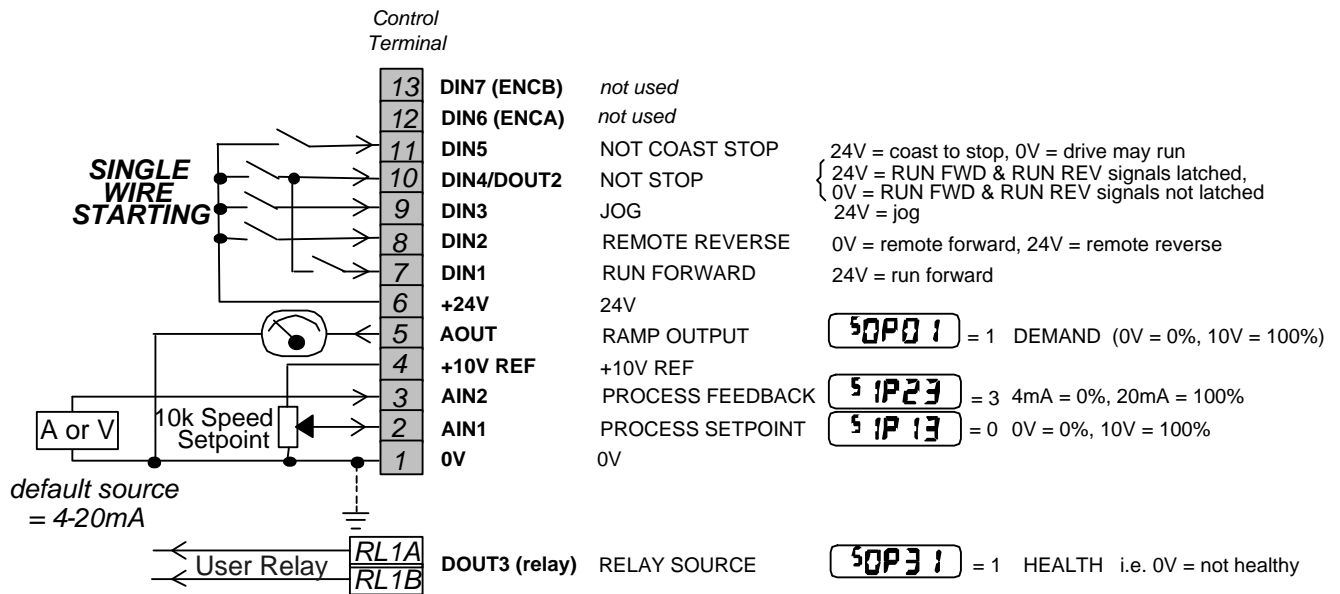 Control
Terminal
13 DIN7 (ENCB) not used
12 DIN6 (ENCA) not used
11 DIN5 NOT COAST STOP 24V = coast to stop, 0V = drive may run
SINGLE
WIRE
STARTING
10 DIN4/DOUT2 NOT STOP 24V = RUN FWD & RUN REV signals latched,
0V = RUN FWD & RUN REV signals not latched
9 DIN3 JOG 24V = jog
8 DIN2 REMOTE REVERSE 0V = remote forward, 24V = remote reverse
7 DIN1 RUN FORWARD 24V = run forward
6 +24V 24V
5 AOUT RAMP OUTPUT SOP01 = 1 DEMAND (0V = 0%, 10V = 100%)
4 +10V REF +10V REF
3 AIN2 PROCESS FEEDBACK SIP23 = 3 4mA = 0%, 20mA = 100%
A or V
10k Speed
Setpoint
2 AIN1 PROCESS SETPOINT SIP13 = 0 0V = 0%, 10V = 100%
1 0V 0V
default source
= 4-20mA
User Relay
RL1A
RL1B
DOUT3 (relay) RELAY SOURCE SOP31 = 1 HEALTH i.e. 0V = not healthy